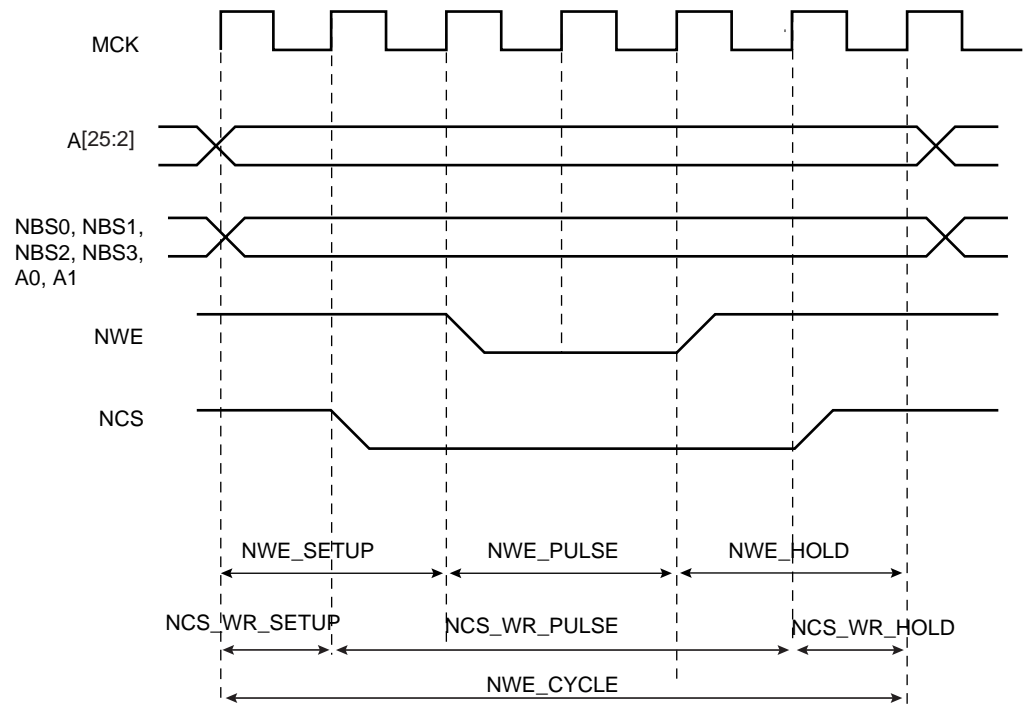 MCK
A[25:2]
NBS0, NBS1,
NBS2, NBS3,
A0, A1
NWE
NCS
NWE_SETUP NWE_PULSE NWE_HOLD
NCS_WR_SETUP NCS_WR_PULSE NCS_WR_HOLD
NWE_CYCLE